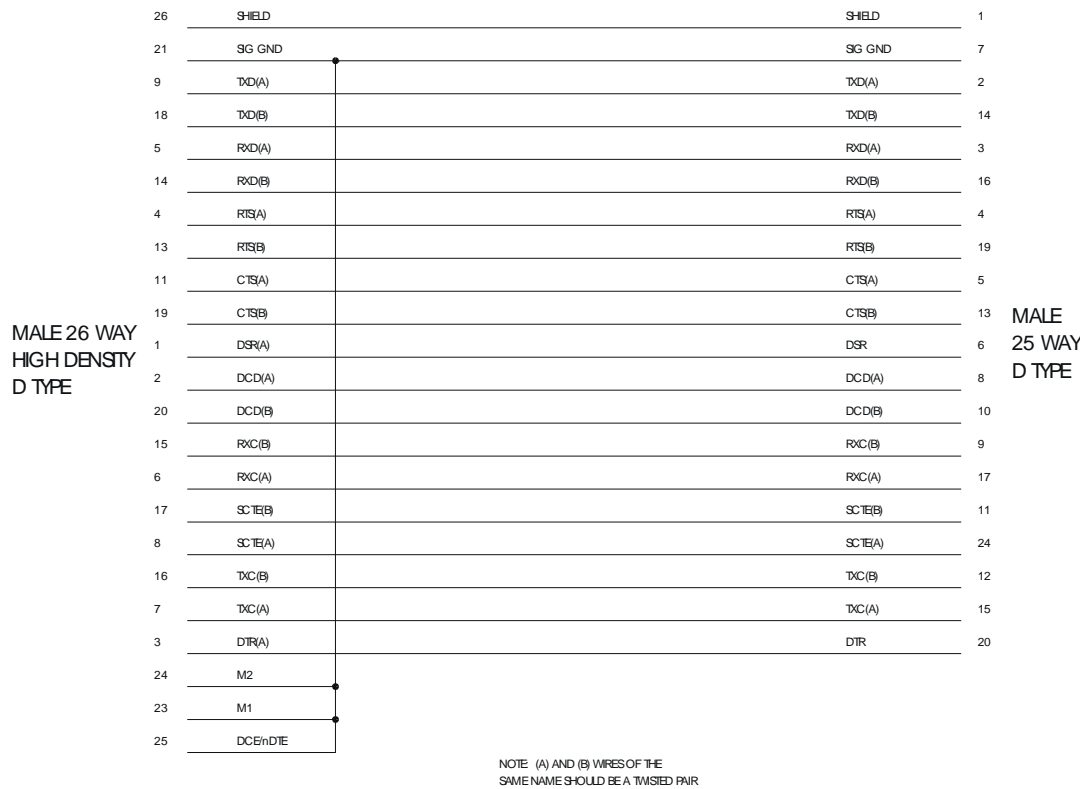 26 SHIELD SHIELD 1
21 SIG GND SIG GND 7
9 TXD(A) TXD(A) 2
18 TXD(B) TXD(B) 14
5 RXD(A) RXD(A) 3
14 RXD(B) RXD(B) 16
4 RTS(A) RTS(A) 4
13 RTS(B) RTS(B) 19
11 CTS(A) CTS(A) 5
19 CTS(B) CTS(B) 13
1 DSR(A) DSR 6
2 DCD(A) DCD(A) 8
20 DCD(B) DCD(B) 10
15 RXC(B) RXC(B) 9
6 RXC(A) RXC(A) 17
17 SCTE(B) SCTE(B) 11
8 SCTE(A) SCTE(A) 24
16 TXC(B) TXC(B) 12
7 TXC(A) TXC(A) 15
3 DTR(A) DTR 20
24 M2
23 M1
25 DCE/nDTE
MALE 26 WAY
HIGH DENSITY
D TYPE
MALE
25 WAY
D TYPE
NOTE (A) AND (B) WIRES OF THE
SAME NAME SHOULD BE A TWISTED PAIR